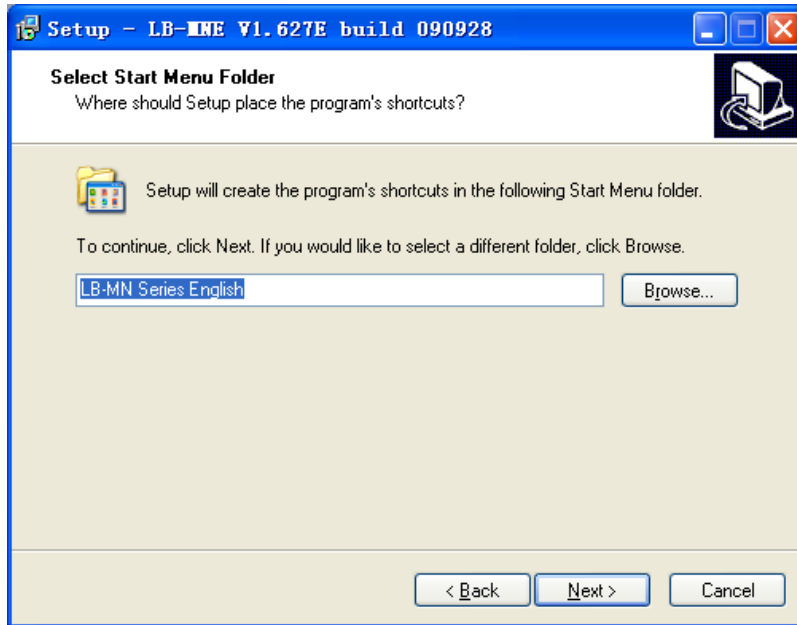 Setup - LB-MNE V1.627E build 090928
Select Start Menu Folder
Where should Setup place the program's shortcuts?
Setup will create the program's shortcuts in the following Start Menu folder.
To continue, click Next. If you would like to select a different folder, click Browse.
LB-MN Series English
Browse...
< Back
Next >
Cancel